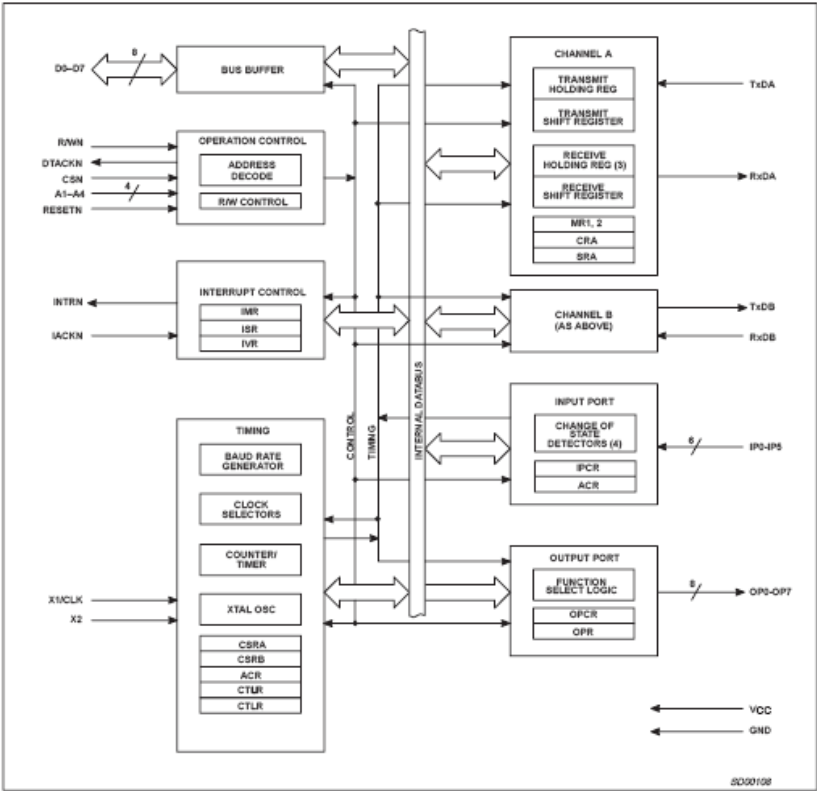 D0–D7
8
BUS BUFFER
R/WN
DTACKN
CSN
A1–A4
4
RESETN
OPERATION CONTROL
ADDRESS
DECODE
R/W CONTROL
INTRN
IACKN
INTERRUPT CONTROL
IMR
ISR
IVR
TIMING
BAUD RATE
GENERATOR
CLOCK
SELECTORS
COUNTER/
TIMER
XTAL OSC
CSRA
CSRB
ACR
CTLR
CTLR
X1/CLK
X2
CONTROL
TIMING
INTERNAL DATABUS
CHANNEL A
TRANSMIT
HOLDING REG
TRANSMIT
SHIFT REGISTER
RECEIVE
HOLDING REG (3)
RECEIVE
SHIFT REGISTER
MR1, 2
CRA
SRA
TxDA
RxDA
CHANNEL B
(AS ABOVE)
TxDB
RxDB
INPUT PORT
CHANGE OF
STATE
DETECTORS (4)
IPCR
ACR
6
IP0-IP5
OUTPUT PORT
FUNCTION
SELECT LOGIC
OPCR
OPR
8
OP0-OP7
VCC
GND
SD00108